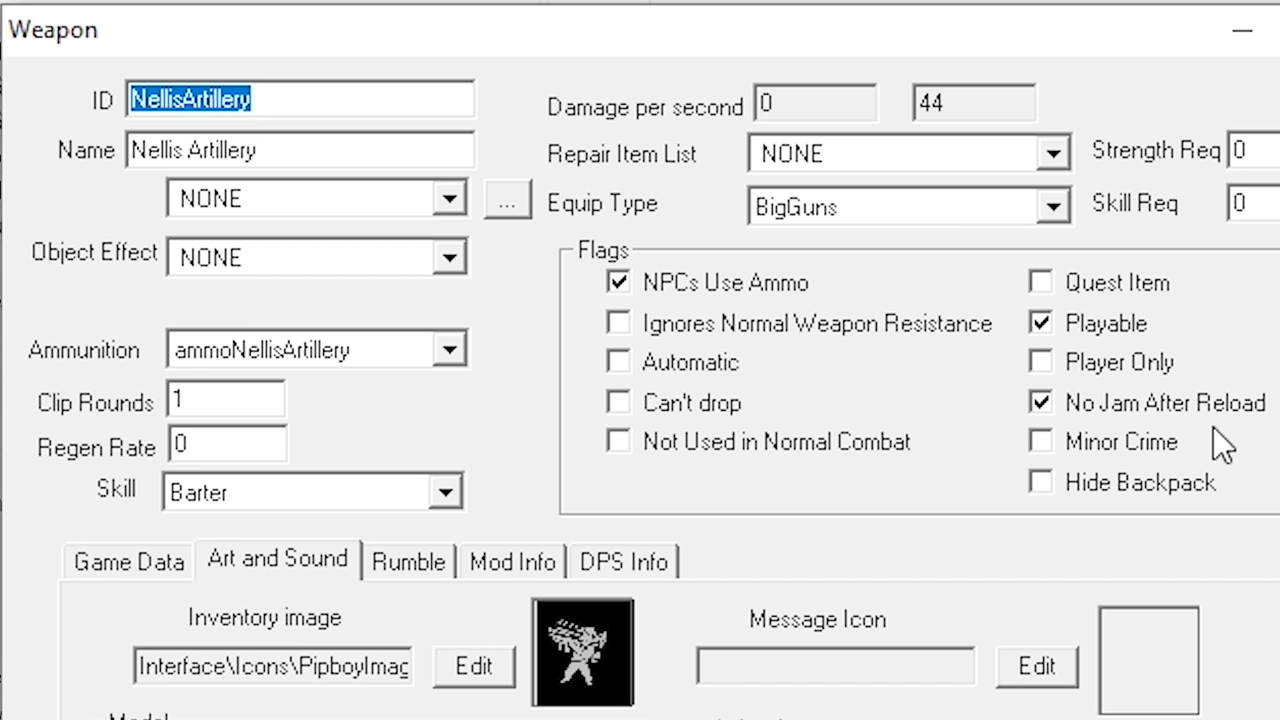 Weapon
ID NellisArtillery
Name Nellis Artillery
NONE ...
Object Effect NONE
Ammunition ammoNellisArtillery
Clip Rounds 1
Regen Rate 0
Skill Barter
Damage per second 0 44
Repair Item List NONE Strength Req 0
Equip Type BigGuns Skill Req 0
Flags
NPCs Use Ammo Quest Item
Ignores Normal Weapon Resistance Playable
Automatic Player Only
Can't drop No Jam After Reload
Not Used in Normal Combat Minor Crime
Hide Backpack
Game Data Art and Sound Rumble Mod Info DPS Info
Inventory image Message Icon
Interface\Icons\PipboyImag Edit Edit
Model